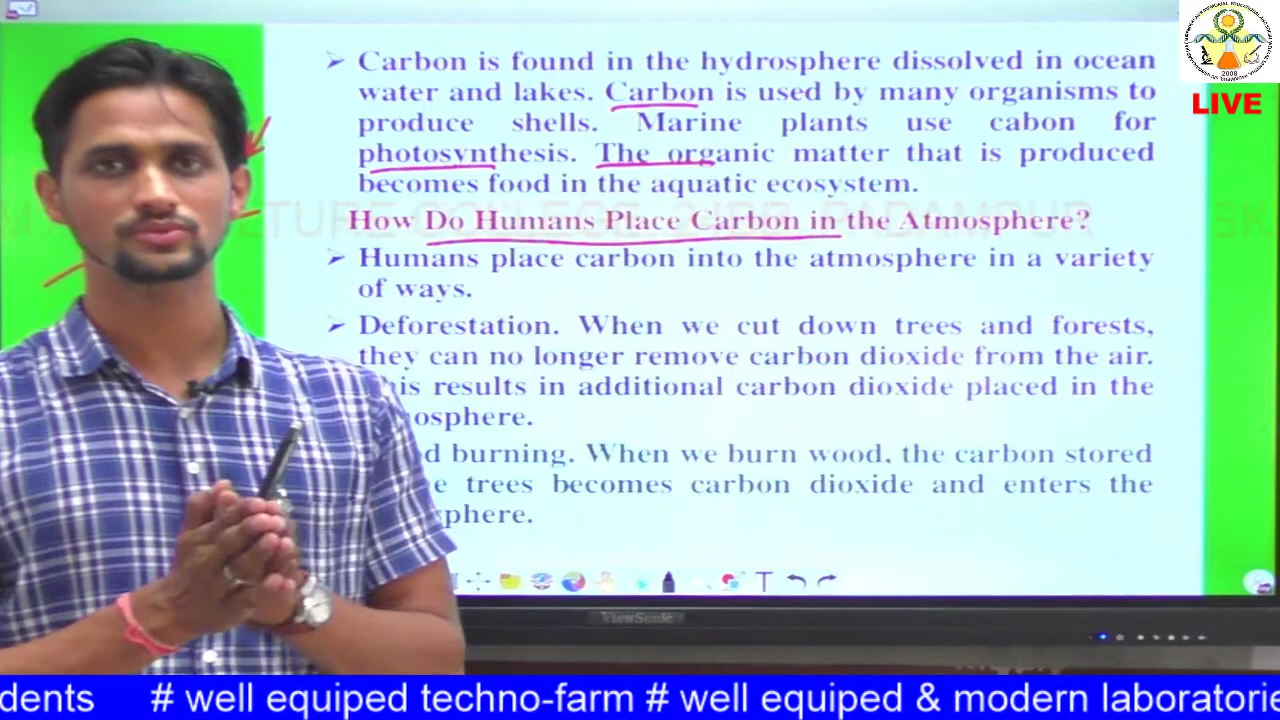 ➢ Carbon is found in the hydrosphere dissolved in ocean
water and lakes. Carbon is used by many organisms to
produce shells. Marine plants use cabon for
photosynthesis. The organic matter that is produced
becomes food in the aquatic ecosystem.
How Do Humans Place Carbon in the Atmosphere?
➢ Humans place carbon into the atmosphere in a variety
of ways.
➢ Deforestation. When we cut down trees and forests,
they can no longer remove carbon dioxide from the air.
his results in additional carbon dioxide placed in the
osphere.
d burning. When we burn wood, the carbon stored
e trees becomes carbon dioxide and enters the
sphere.
T
ViewSonic
2008
LIVE
dents # well equiped techno-farm # well equiped & modern laboratorie